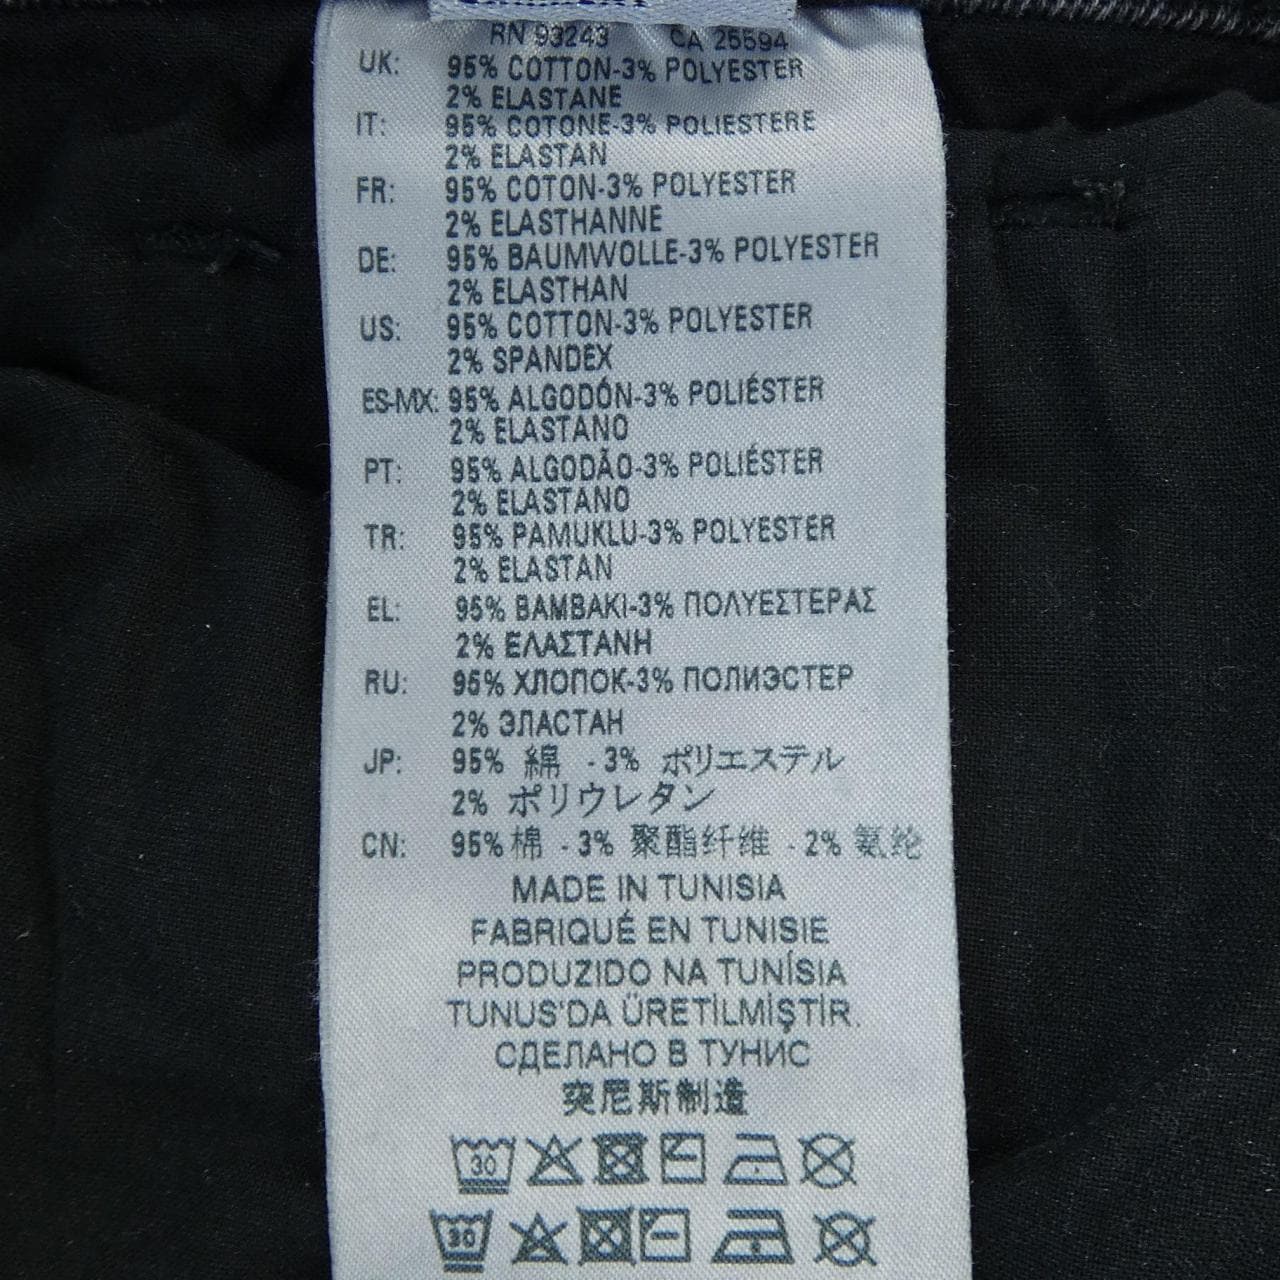 RN 93243 CA 25594
UK: 95% COTTON-3% POLYESTER
2% ELASTANE
IT: 95% COTONE-3% POLIESTERE
2% ELASTAN
FR: 95% COTON-3% POLYESTER
2% ELASTHANNE
DE: 95% BAUMWOLLE-3% POLYESTER
2% ELASTHAN
US: 95% COTTON-3% POLYESTER
2% SPANDEX
ES-MX: 95% ALGODÓN-3% POLIÉSTER
2% ELASTANO
PT: 95% ALGODÃO-3% POLIÉSTER
2% ELASTANO
TR: 95% PAMUKLU-3% POLYESTER
2% ELASTAN
EL: 95% ΒΑΜΒΑΚΙ-3% ΠΟΛΥΕΣΤΕΡΑΣ
2% ΕΛΑΣΤΑΝΗ
RU: 95% ХЛОПОК-3% ПОЛИЭСТЕР
2% ЭЛАСТАН
JP: 95% 綿 - 3% ポリエステル
2% ポリウレタン
CN: 95% 棉 - 3% 聚酯纤维 - 2% 氨纶
MADE IN TUNISIA
FABRIQUÉ EN TUNISIE
PRODUZIDO NA TUNÍSIA
TUNUS'DA ÜRETİLMİŞTİR.
СДЕЛАНО В ТУНИС
突尼斯制造
30
30